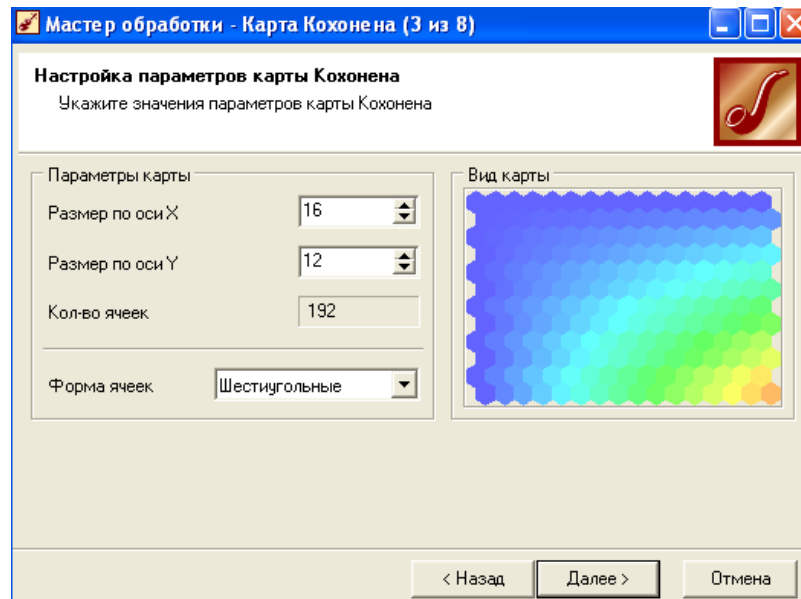 Мастер обработки - Карта Кохонена (3 из 8)
Настройка параметров карты Кохонена
Укажите значения параметров карты Кохонена
Параметры карты
Размер по оси X 16
Размер по оси Y 12
Кол-во ячеек 192
Форма ячеек Шестиугольные
Вид карты
< Назад Далее > Отмена